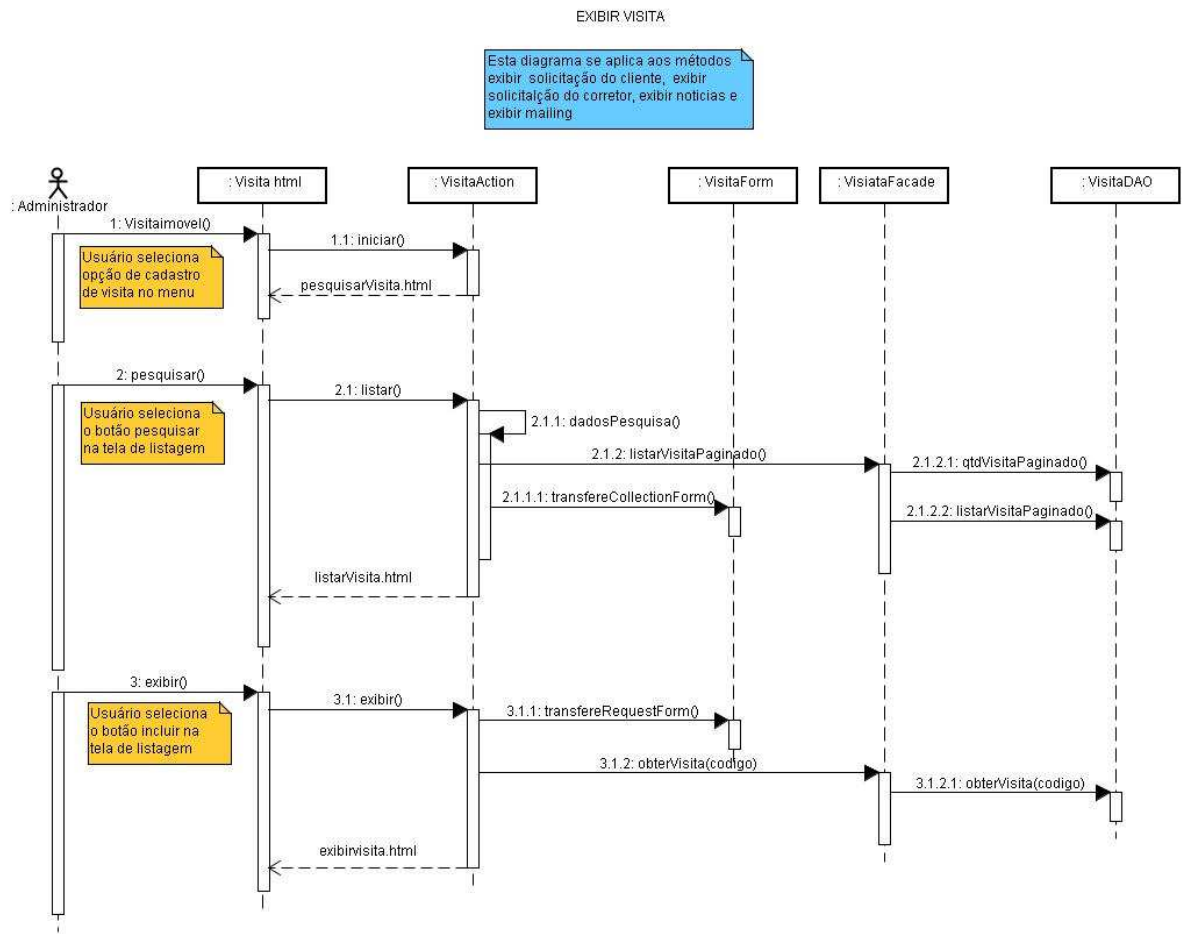 EXIBIR VISITA
Esta diagrama se aplica aos métodos
exibir solicitação do cliente, exibir
solicitalção do corretor, exibir noticias e
exibir mailing
: Administrador
: Visita html
: VisitaAction
: VisitaForm
: VisiataFacade
: VisitaDAO
1: Visitaimovel()
1.1: iniciar()
Usuário seleciona
opção de cadastro
de visita no menu
pesquisarVisita.html
2: pesquisar()
2.1: listar()
Usuário seleciona
o botão pesquisar
na tela de listagem
2.1.1: dadosPesquisa()
2.1.2: listarVisitaPaginado()
2.1.2.1: qtdVisitaPaginado()
2.1.1.1: transfereCollectionForm()
2.1.2.2: listarVisitaPaginado()
listarVisita.html
3: exibir()
3.1: exibir()
Usuário seleciona
o botão incluir na
tela de listagem
3.1.1: transfereRequestForm()
3.1.2: obterVisita(codigo)
3.1.2.1: obterVisita(codigo)
exibirvisita.html